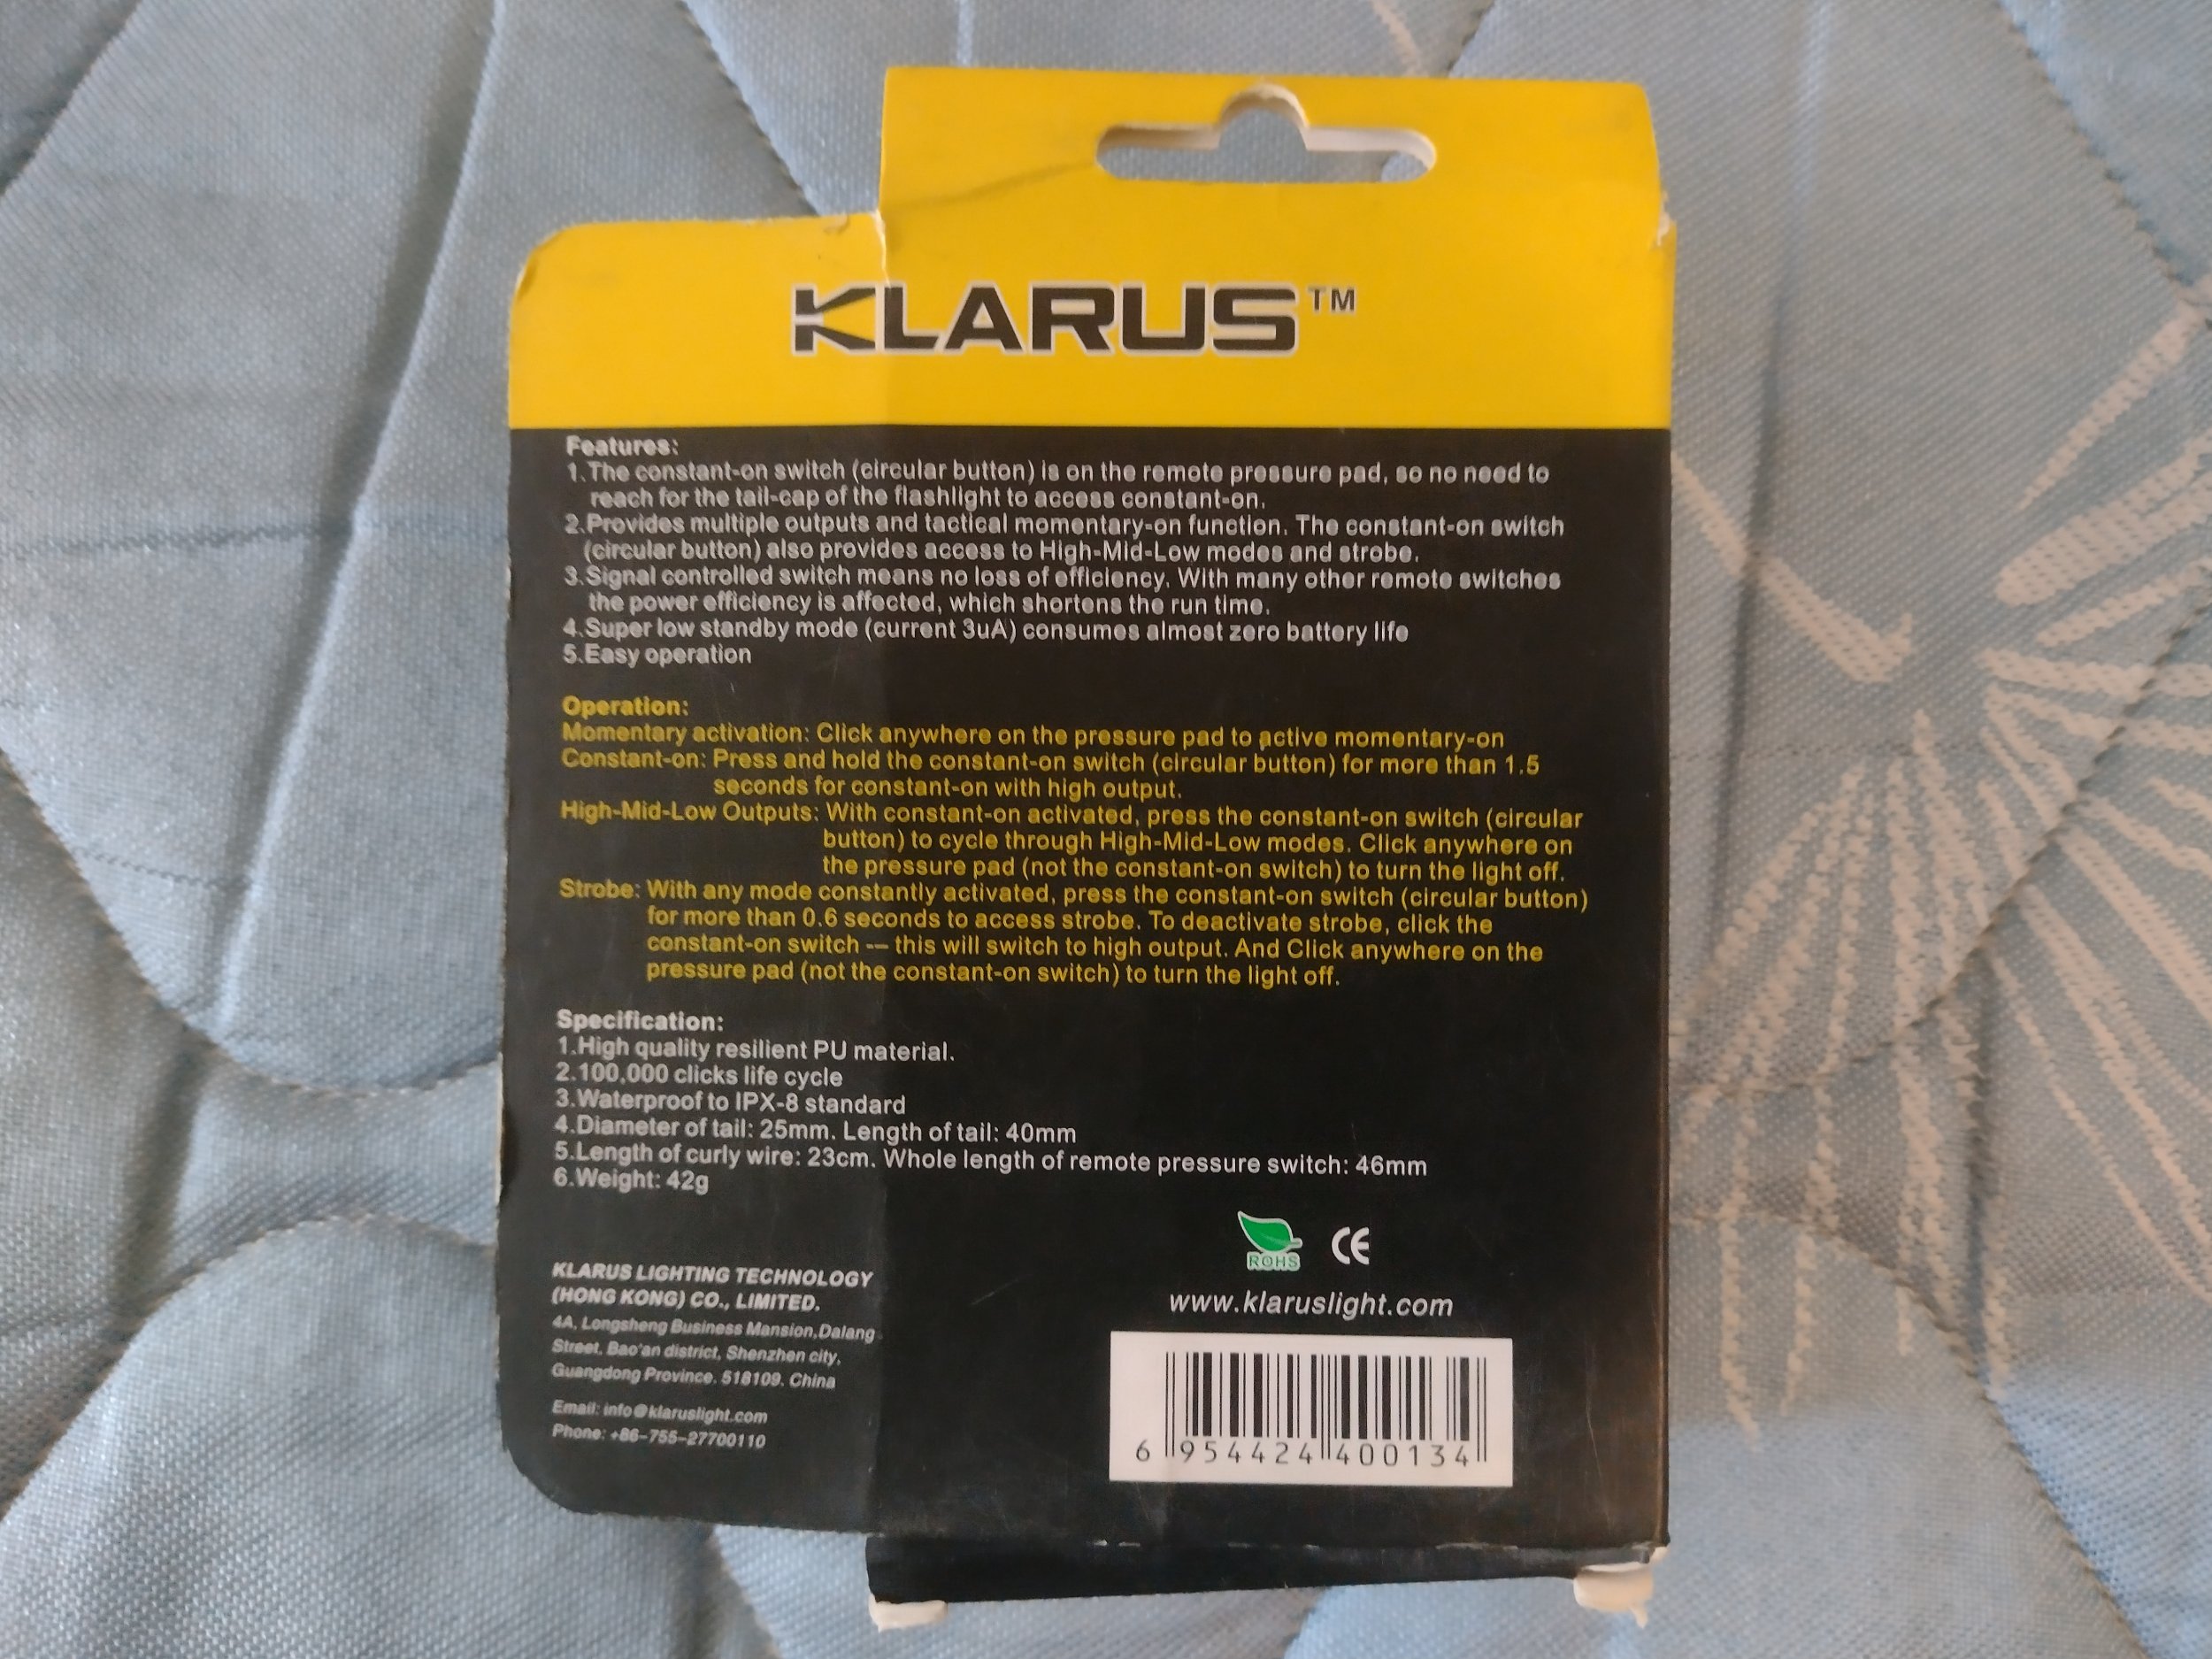 KLARUS™
Features:
1.The constant-on switch (circular button) is on the remote pressure pad, so no need to
reach for the tail-cap of the flashlight to access constant-on.
2.Provides multiple outputs and tactical momentary-on function. The constant-on switch
(circular button) also provides access to High-Mid-Low modes and strobe.
3.Signal controlled switch means no loss of efficiency. With many other remote switches
the power efficiency is affected, which shortens the run time.
4.Super low standby mode (current 3uA) consumes almost zero battery life
5.Easy operation
Operation:
Momentary activation: Click anywhere on the pressure pad to active momentary-on
Constant-on: Press and hold the constant-on switch (circular button) for more than 1.5
seconds for constant-on with high output.
High-Mid-Low Outputs: With constant-on activated, press the constant-on switch (circular
button) to cycle through High-Mid-Low modes. Click anywhere on
the pressure pad (not the constant-on switch) to turn the light off.
Strobe: With any mode constantly activated, press the constant-on switch (circular button)
for more than 0.6 seconds to access strobe. To deactivate strobe, click the
constant-on switch -- this will switch to high output. And Click anywhere on the
pressure pad (not the constant-on switch) to turn the light off.
Specification:
1.High quality resilient PU material.
2.100,000 clicks life cycle
3.Waterproof to IPX-8 standard
4.Diameter of tail: 25mm. Length of tail: 40mm
5.Length of curly wire: 23cm. Whole length of remote pressure switch: 46mm
6.Weight: 42g
ROHS CE
KLARUS LIGHTING TECHNOLOGY
(HONG KONG) CO., LIMITED.
4A, Longsheng Business Mansion,Dalang
Street, Bao'an district, Shenzhen city,
Guangdong Province. 518109. China
Email: info@klaruslight.com
Phone: +86-755-27700110
www.klaruslight.com
6 954424 400134